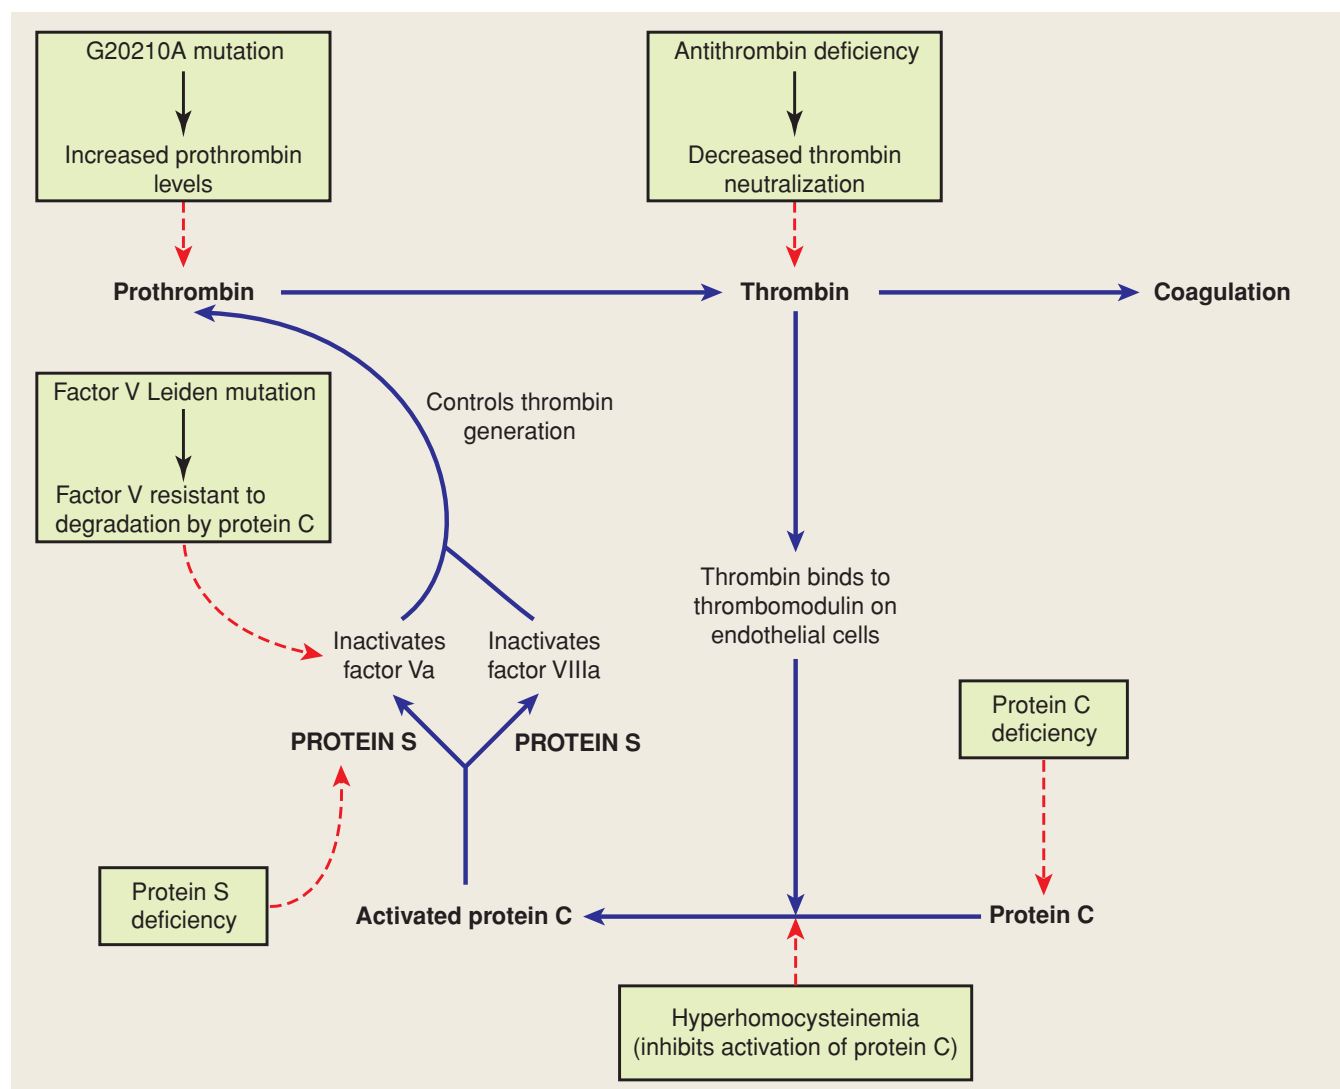 G20210A mutation
Increased prothrombin
levels
Antithrombin deficiency
Decreased thrombin
neutralization
Prothrombin
Thrombin
Coagulation
Factor V Leiden mutation
Factor V resistant to
degradation by protein C
Controls thrombin
generation
Thrombin binds to
thrombomodulin on
endothelial cells
Inactivates
factor Va
Inactivates
factor VIIIa
PROTEIN S
PROTEIN S
Protein C
deficiency
Protein S
deficiency
Activated protein C
Protein C
Hyperhomocysteinemia
(inhibits activation of protein C)